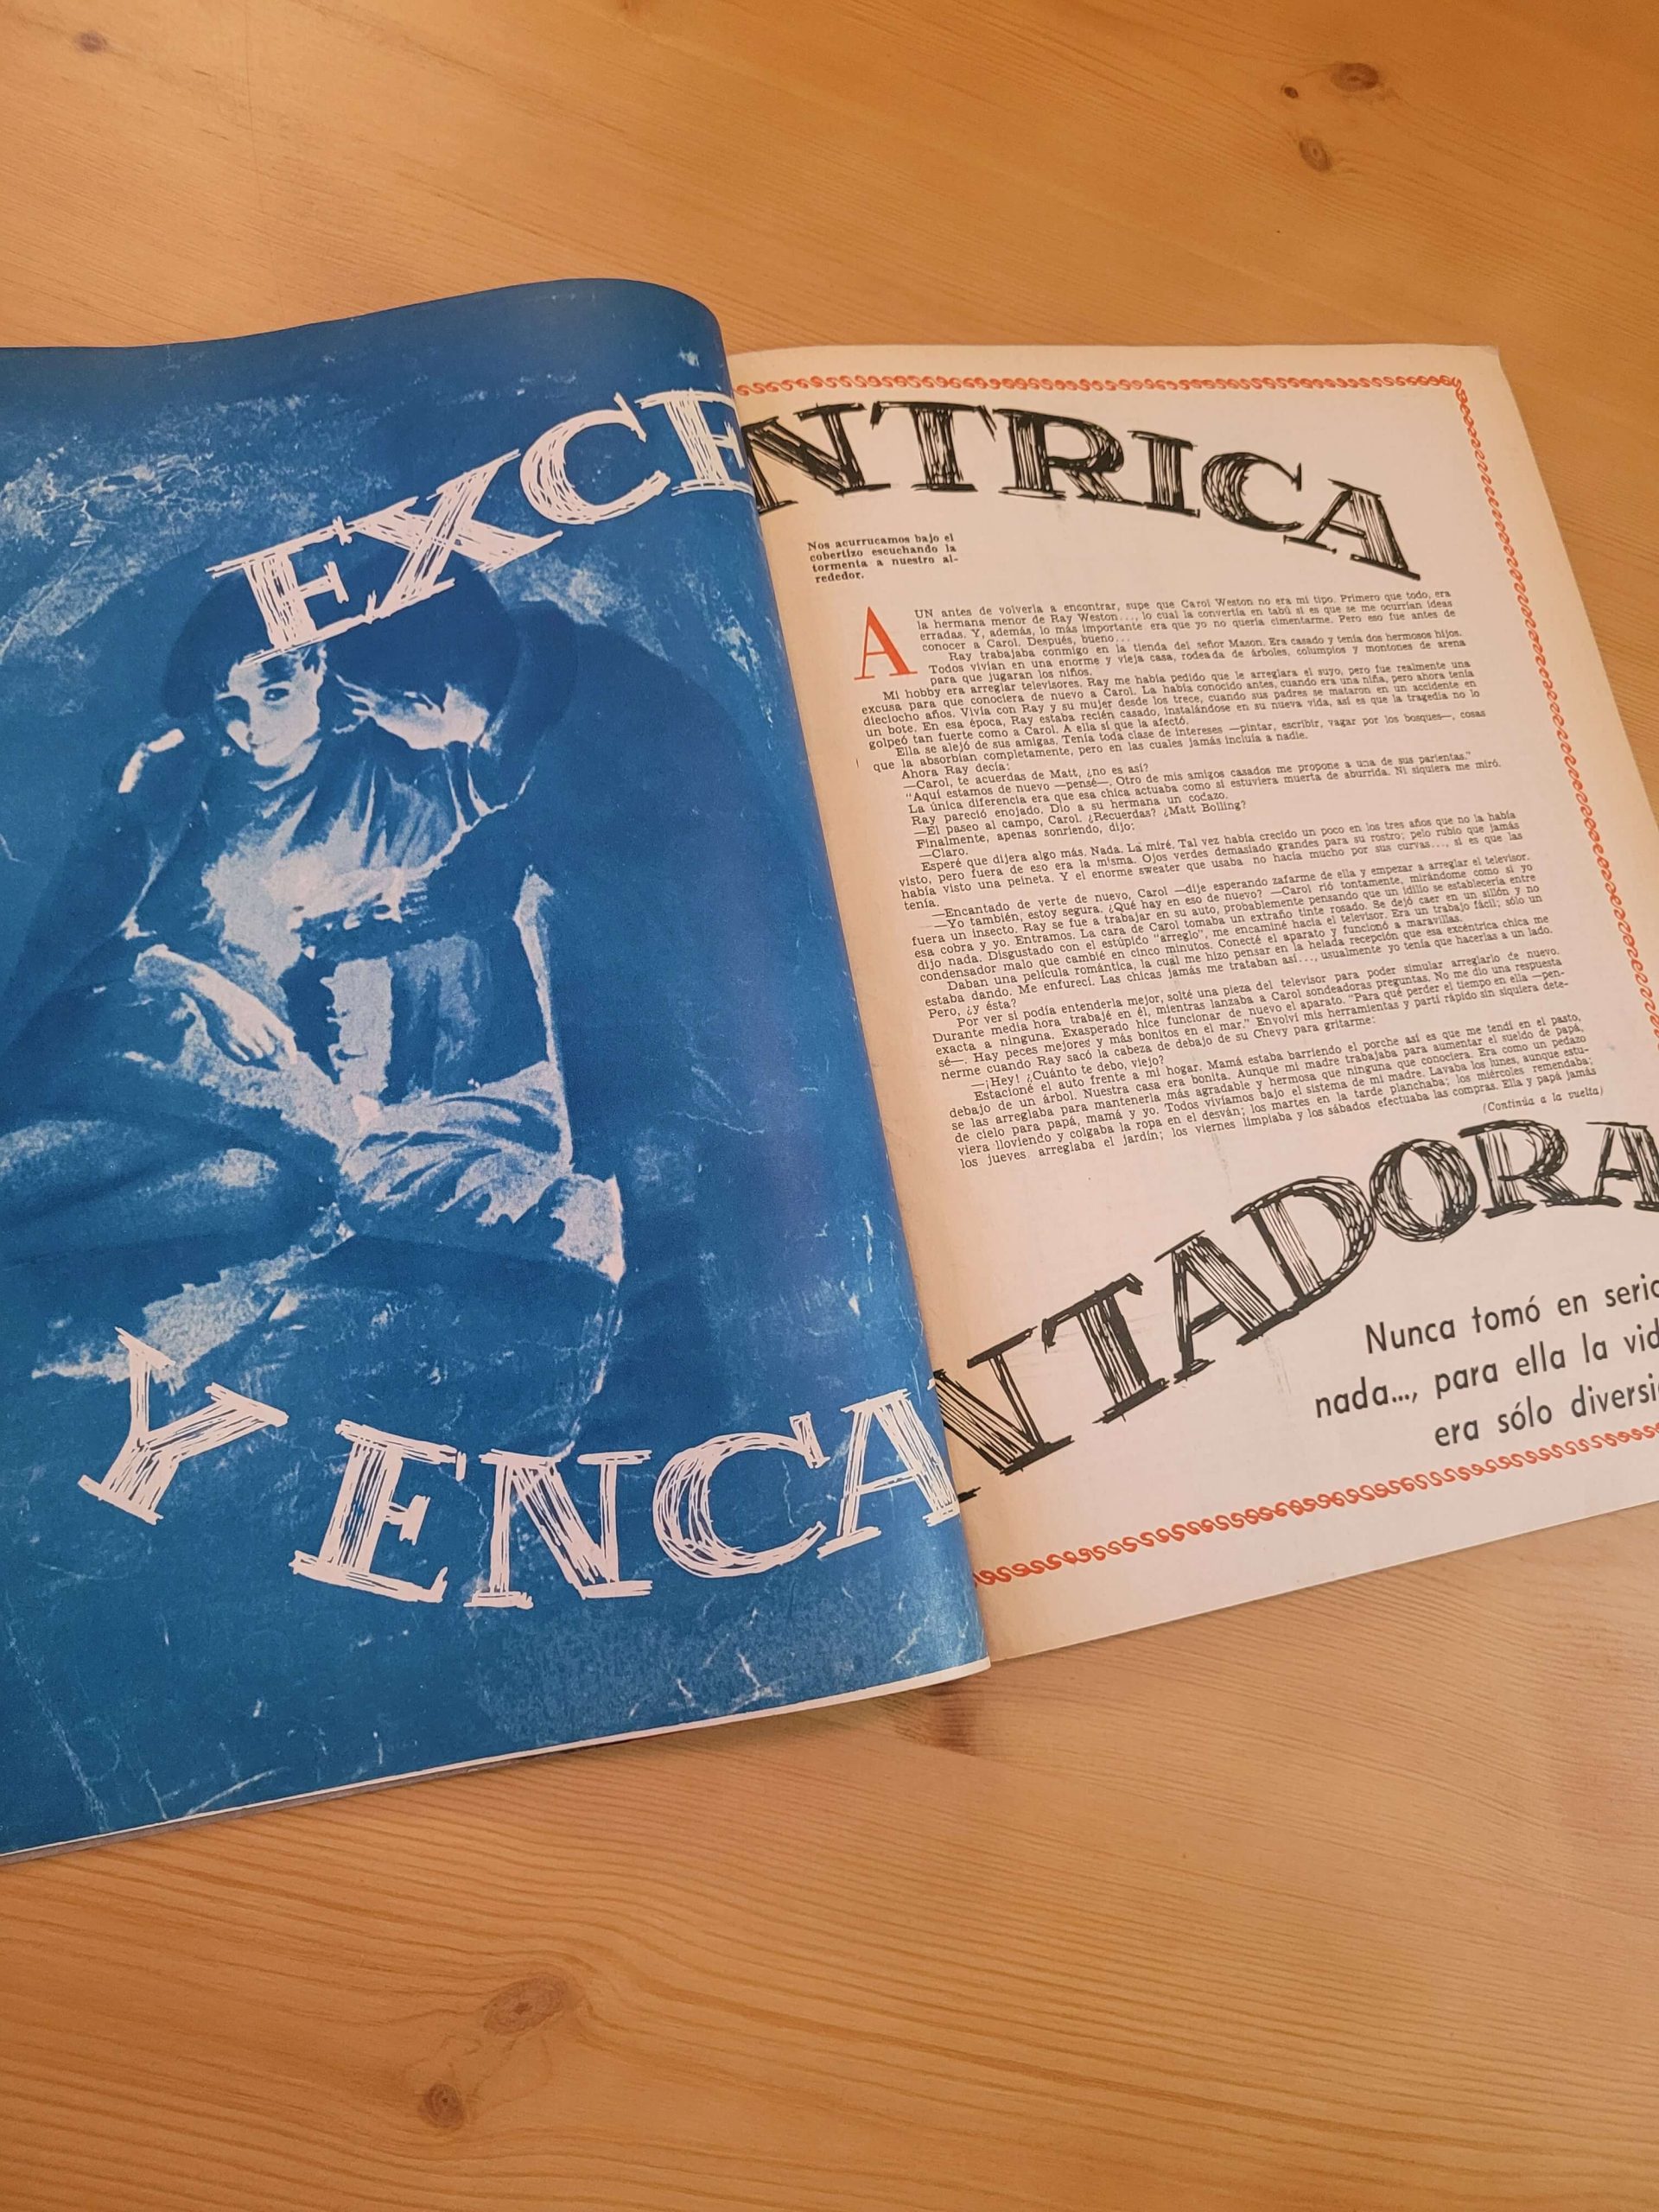 EXCENTRICA
Nos acurrucamos bajo el
cobertizo escuchando la
tormenta a nuestro al-
rededor.
AUN antes de volverla a encontrar, supe que Carol Weston no era mi tipo. Primero que todo, era
la hermana menor de Ray Weston..., lo cual la convertía en tabú si es que se me ocurrían ideas
erradas. Y, además, lo más importante era que yo no quería cimentarme. Pero eso fue antes de
conocer a Carol. Después, bueno...
Ray trabajaba conmigo en la tienda del señor Mason. Era casado y tenía dos hermosos hijos.
Todos vivían en una enorme y vieja casa, rodeada de árboles, columpios y montones de arena
para que jugaran los niños.
Mi hobby era arreglar televisores. Ray me había pedido que le arreglara el suyo, pero fue realmente una
excusa para que conociera de nuevo a Carol. La había conocido antes, cuando era una niña, pero ahora tenía
dieciocho años. Vivía con Ray y su mujer desde los trece, cuando sus padres se mataron en un accidente en
un bote. En esa época, Ray estaba recién casado, instalándose en su nueva vida, así es que la tragedia no lo
golpeó tan fuerte como a Carol. A ella sí que la afectó.
Ella se alejó de sus amigas. Tenía toda clase de intereses —pintar, escribir, vagar por los bosques—, cosas
que la absorbían completamente, pero en las cuales jamás incluía a nadie.
Ahora Ray decía:
—Carol, te acuerdas de Matt, ¿no es así?
"Aquí estamos de nuevo —pensé—. Otro de mis amigos casados me propone a una de sus parientas."
La única diferencia era que esa chica actuaba como si estuviera muerta de aburrida. Ni siquiera me miró.
Ray pareció enojado. Dio a su hermana un codazo.
—El paseo al campo, Carol. ¿Recuerdas? ¿Matt Bolling?
Finalmente, apenas sonriendo, dijo:
—Claro.
Esperé que dijera algo más. Nada. La miré. Tal vez había crecido un poco en los tres años que no la había
visto, pero fuera de eso era la misma. Ojos verdes demasiado grandes para su rostro; pelo rubio que jamás
había visto una peineta. Y el enorme sweater que usaba no hacía mucho por sus curvas..., si es que las
tenía.
—Encantado de verte de nuevo, Carol —dije esperando zafarme de ella y empezar a arreglar el televisor.
—Yo también, estoy segura. ¿Qué hay en eso de nuevo? —Carol rió tontamente, mirándome como si yo
fuera un insecto. Ray se fue a trabajar en su auto, probablemente pensando que un idilio se establecería entre
esa cobra y yo. Entramos. La cara de Carol tomaba un extraño tinte rosado. Se dejó caer en un sillón y no
dijo nada. Disgustado con el estúpido "arreglo", me encaminé hacia el televisor. Era un trabajo fácil; sólo un
condensador malo que cambié en cinco minutos. Conecté el aparato y funcionó a maravillas.
Daban una película romántica, la cual me hizo pensar en la helada recepción que esa excéntrica chica me
estaba dando. Me enfurecí. Las chicas jamás me trataban así..., usualmente yo tenía que hacerlas a un lado.
Pero, ¿y ésta?
Por ver si podía entenderla mejor, solté una pieza del televisor para poder simular arreglarlo de nuevo.
Durante media hora trabajé en él, mientras lanzaba a Carol sondeadoras preguntas. No me dio una respuesta
exacta a ninguna. Exasperado hice funcionar de nuevo el aparato. "Para qué perder el tiempo en ella —pen-
sé—. Hay peces mejores y más bonitos en el mar." Envolví mis herramientas y partí rápido sin siquiera dete-
nerme cuando Ray sacó la cabeza de debajo de su Chevy para gritarme:
—¡Hey! ¿Cuánto te debo, viejo?
Estacioné el auto frente a mi hogar. Mamá estaba barriendo el porche así es que me tendí en el pasto,
debajo de un árbol. Nuestra casa era bonita. Aunque mi madre trabajaba para aumentar el sueldo de papá,
se las arreglaba para mantenerla más agradable y hermosa que ninguna que conociera. Era como un pedazo
de cielo para papá, mamá y yo. Todos vivíamos bajo el sistema de mi madre. Lavaba los lunes, aunque estu-
viera lloviendo y colgaba la ropa en el desván; los martes en la tarde planchaba; los miércoles remendaba;
los jueves arreglaba el jardín; los viernes limpiaba y los sábados efectuaba las compras. Ella y papá jamás
(Continúa a la vuelta)
Y ENCANTADORA
Nunca tomó en serio
nada..., para ella la vid
era sólo diversi